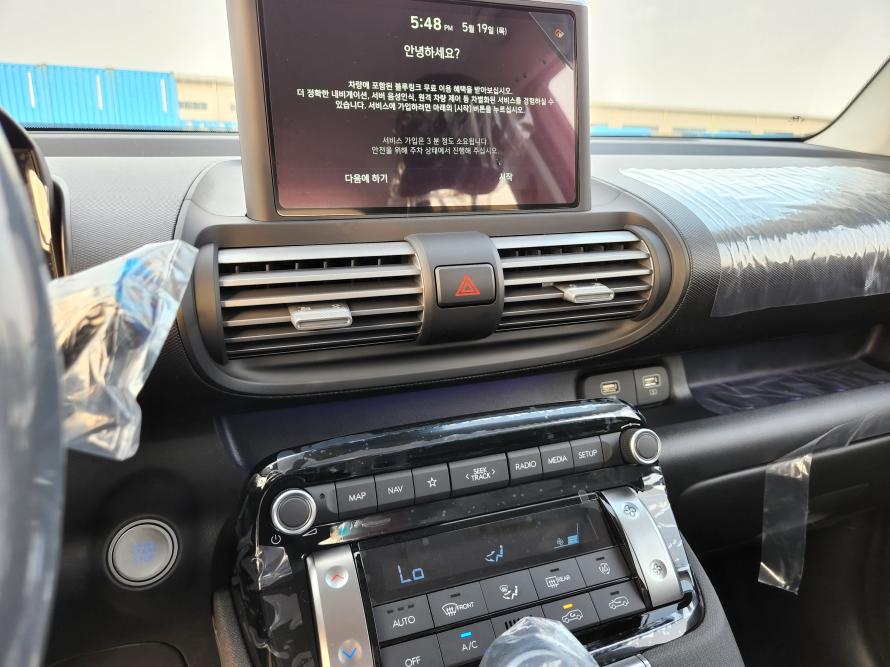 5:48 PM 5월 19일 (목)
안녕하세요?
차량에 포함된 블루링크 무료 이용 혜택을 받아보십시오.
더 정확한 내비게이션, 서버 음성인식, 원격 차량 제어 등 차별화된 서비스를 경험하실 수
있습니다. 서비스에 가입하려면 아래의 [시작] 버튼을 누르십시오.
서비스 가입은 3 분 정도 소요됩니다.
안전을 위해 주차 상태에서 진행해 주십시오.
다음에 하기 시작
MAP NAV SEEK TRACK RADIO MEDIA SETUP
Lo
AUTO FRONT REAR
OFF A/C